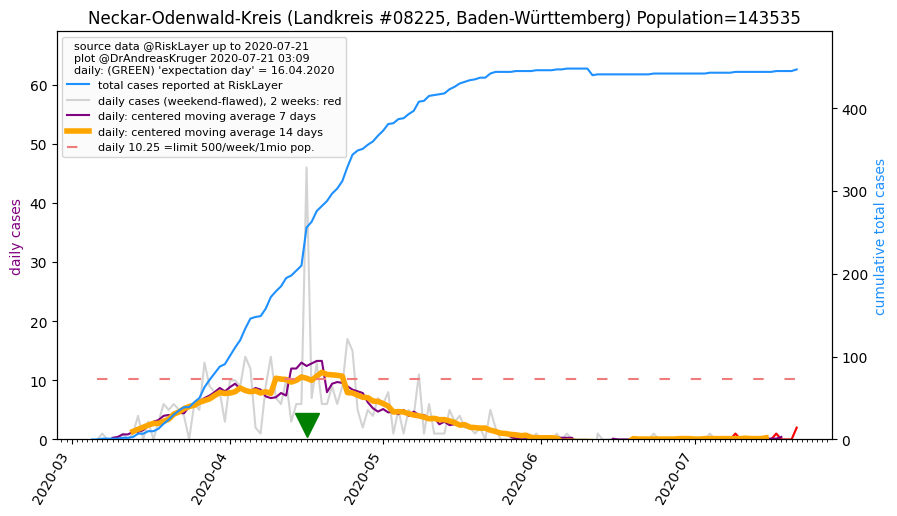 Neckar-Odenwald-Kreis (Landkreis #08225, Baden-Württemberg) Population=143535
source data @RiskLayer up to 2020-07-21
plot @DrAndreasKruger 2020-07-21 03:09
daily: (GREEN) 'expectation day' = 16.04.2020
total cases reported at RiskLayer
daily cases (weekend-flawed), 2 weeks: red
daily: centered moving average 7 days
daily: centered moving average 14 days
daily 10.25 =limit 500/week/1mio pop.
daily cases
60
50
40
30
20
10
0
cumulative total cases
400
300
200
100
0
2020-03
2020-04
2020-05
2020-06
2020-07